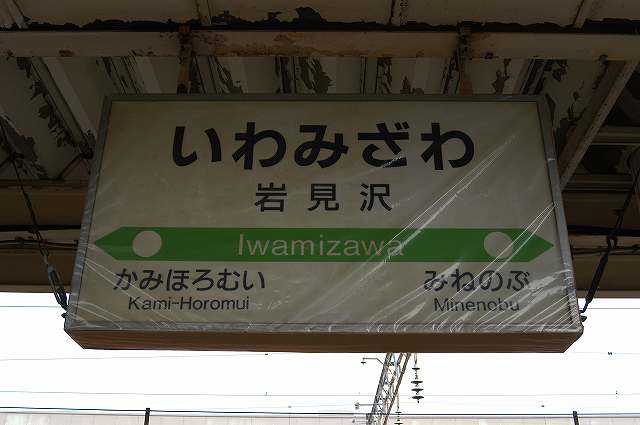 いわみざわ
岩見沢
Iwamizawa
かみほろむい みねのぶ
Kami-Horomui Minenobu